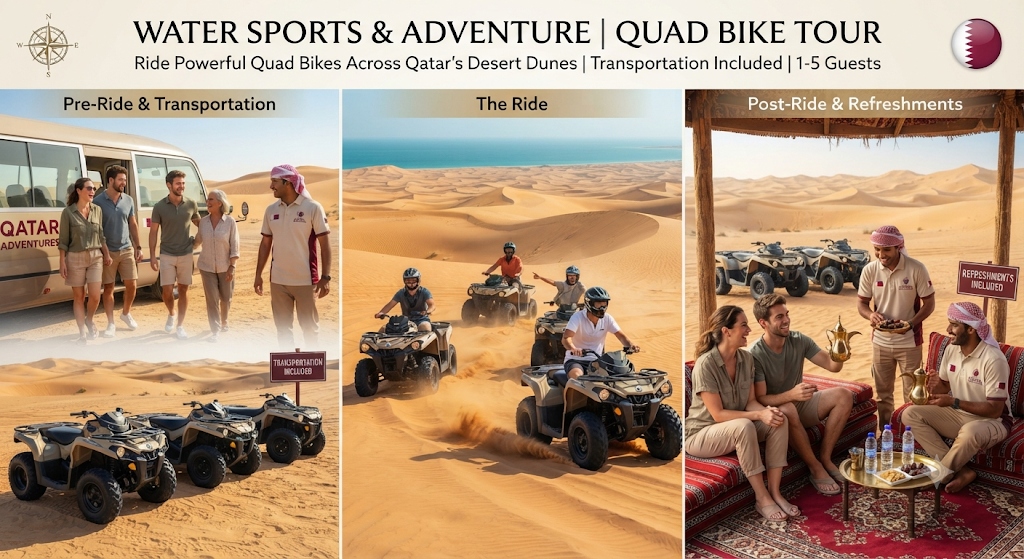 WATER SPORTS & ADVENTURE | QUAD BIKE TOUR
Ride Powerful Quad Bikes Across Qatar's Desert Dunes | Transportation Included | 1-5 Guests
N
W
E
S
Pre-Ride & Transportation
The Ride
Post-Ride & Refreshments
QATAR
ADVENTURES
TRANSPORTATION
INCLUDED
REFRESHMENTS
INCLUDED